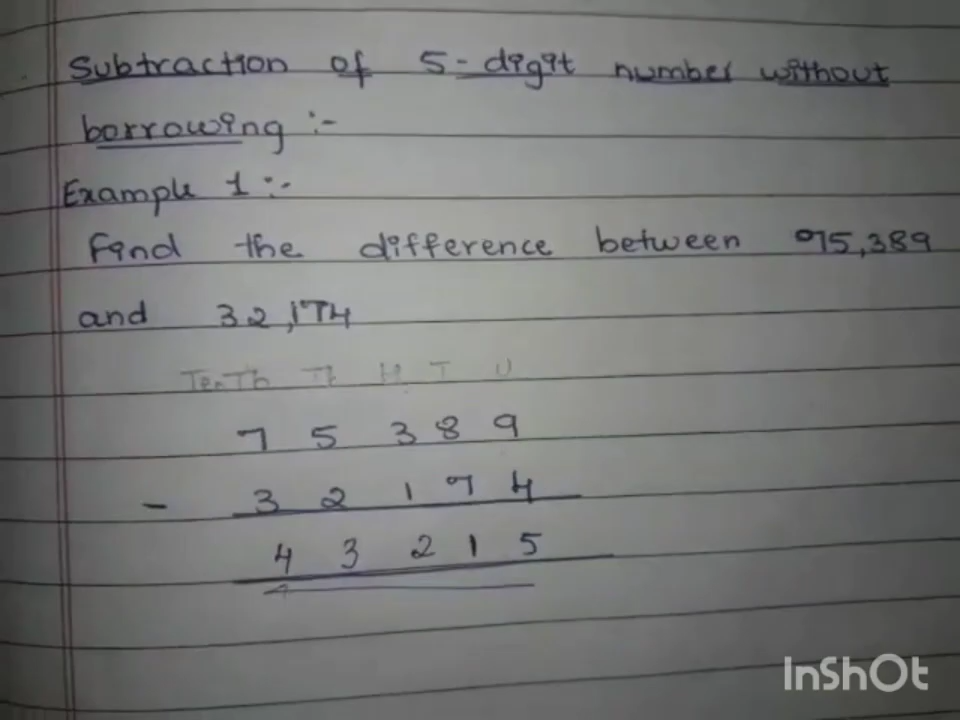 Subtraction of 5-digit number without
borrowing :-
Example 1 :-
Find the difference between 75,389
and 32,174
TenTh Th H T U
7 5 3 8 9
- 3 2 1 7 4
4 3 2 1 5
InShOt